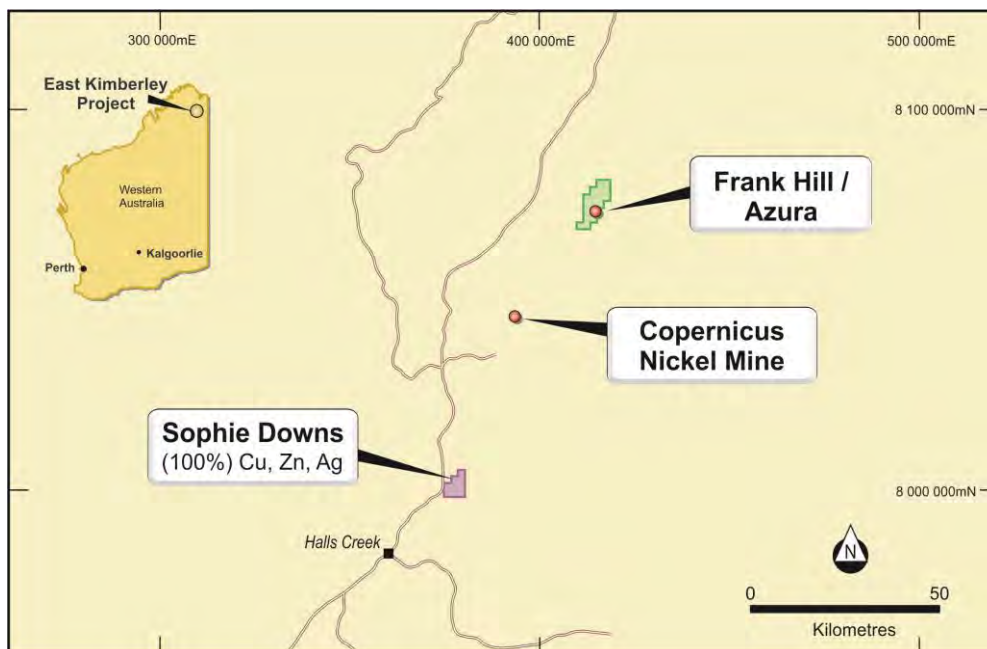 300 000mE
400 000mE
500 000mE
East Kimberley
Project
8 100 000mN
Western
Australia
Frank Hill /
Azura
Kalgoorlie
Perth
Copernicus
Nickel Mine
Sophie Downs
(100%) Cu, Zn, Ag
8 000 000mN
Halls Creek
N
0
50
Kilometres